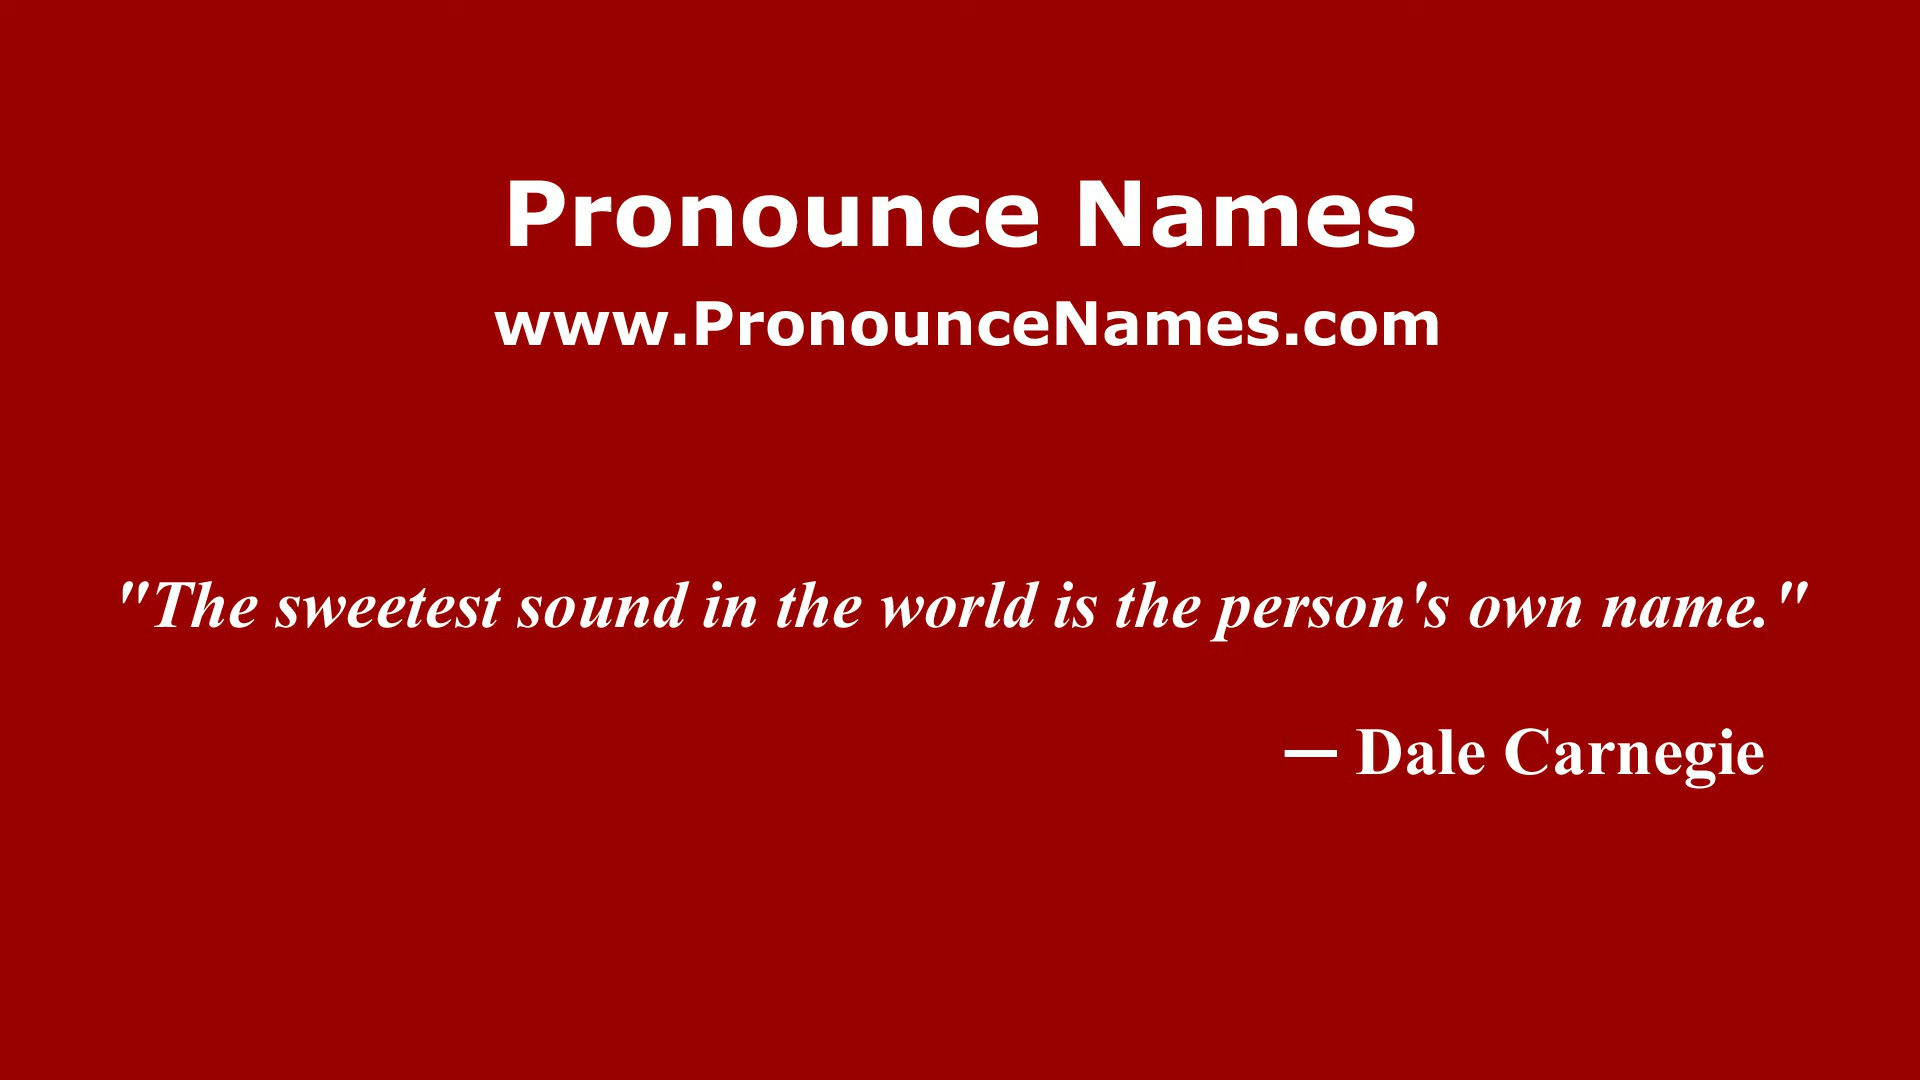 Pronounce Names
www.PronounceNames.com
"The sweetest sound in the world is the person's own name."
— Dale Carnegie